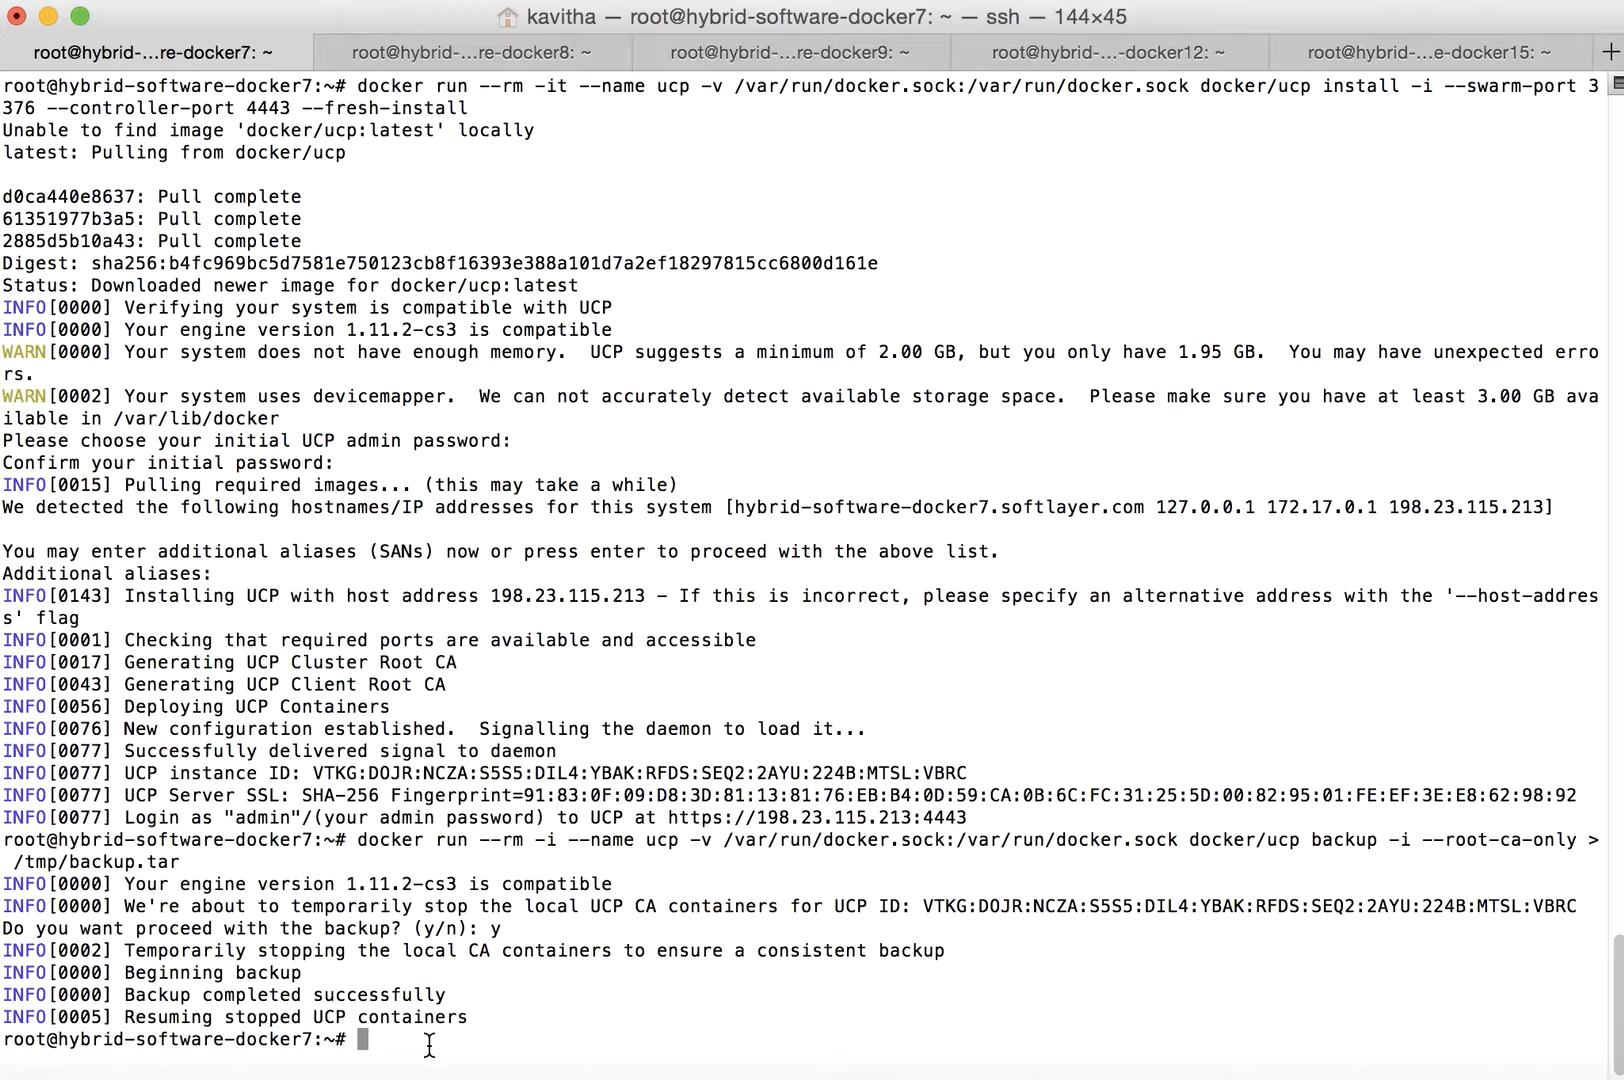 kavitha — root@hybrid-software-docker7: ~ — ssh — 144×45
root@hybrid-...re-docker7: ~ root@hybrid-...re-docker8: ~ root@hybrid-...re-docker9: ~ root@hybrid-...-docker12: ~ root@hybrid-...e-docker15: ~ +
root@hybrid-software-docker7:~# docker run --rm -it --name ucp -v /var/run/docker.sock:/var/run/docker.sock docker/ucp install -i --swarm-port 3
376 --controller-port 4443 --fresh-install
Unable to find image 'docker/ucp:latest' locally
latest: Pulling from docker/ucp
d0ca440e8637: Pull complete
61351977b3a5: Pull complete
2885d5b10a43: Pull complete
Digest: sha256:b4fc969bc5d7581e750123cb8f16393e388a101d7a2ef18297815cc6800d161e
Status: Downloaded newer image for docker/ucp:latest
INFO[0000] Verifying your system is compatible with UCP
INFO[0000] Your engine version 1.11.2-cs3 is compatible
WARN[0000] Your system does not have enough memory.  UCP suggests a minimum of 2.00 GB, but you only have 1.95 GB.  You may have unexpected erro
rs.
WARN[0002] Your system uses devicemapper.  We can not accurately detect available storage space.  Please make sure you have at least 3.00 GB ava
ilable in /var/lib/docker
Please choose your initial UCP admin password:
Confirm your initial password:
INFO[0015] Pulling required images... (this may take a while)
We detected the following hostnames/IP addresses for this system [hybrid-software-docker7.softlayer.com 127.0.0.1 172.17.0.1 198.23.115.213]
You may enter additional aliases (SANs) now or press enter to proceed with the above list.
Additional aliases:
INFO[0143] Installing UCP with host address 198.23.115.213 - If this is incorrect, please specify an alternative address with the '--host-addres
s' flag
INFO[0001] Checking that required ports are available and accessible
INFO[0017] Generating UCP Cluster Root CA
INFO[0043] Generating UCP Client Root CA
INFO[0056] Deploying UCP Containers
INFO[0076] New configuration established.  Signalling the daemon to load it...
INFO[0077] Successfully delivered signal to daemon
INFO[0077] UCP instance ID: VTKG:DOJR:NCZA:S5S5:DIL4:YBAK:RFDS:SEQ2:2AYU:224B:MTSL:VBRC
INFO[0077] UCP Server SSL: SHA-256 Fingerprint=91:83:0F:09:D8:3D:81:13:81:76:EB:B4:0D:59:CA:0B:6C:FC:31:25:5D:00:82:95:01:FE:EF:3E:E8:62:98:92
INFO[0077] Login as "admin"/(your admin password) to UCP at https://198.23.115.213:4443
root@hybrid-software-docker7:~# docker run --rm -i --name ucp -v /var/run/docker.sock:/var/run/docker.sock docker/ucp backup -i --root-ca-only >
 /tmp/backup.tar
INFO[0000] Your engine version 1.11.2-cs3 is compatible
INFO[0000] We're about to temporarily stop the local UCP CA containers for UCP ID: VTKG:DOJR:NCZA:S5S5:DIL4:YBAK:RFDS:SEQ2:2AYU:224B:MTSL:VBRC
Do you want proceed with the backup? (y/n): y
INFO[0002] Temporarily stopping the local CA containers to ensure a consistent backup
INFO[0000] Beginning backup
INFO[0000] Backup completed successfully
INFO[0005] Resuming stopped UCP containers
root@hybrid-software-docker7:~#